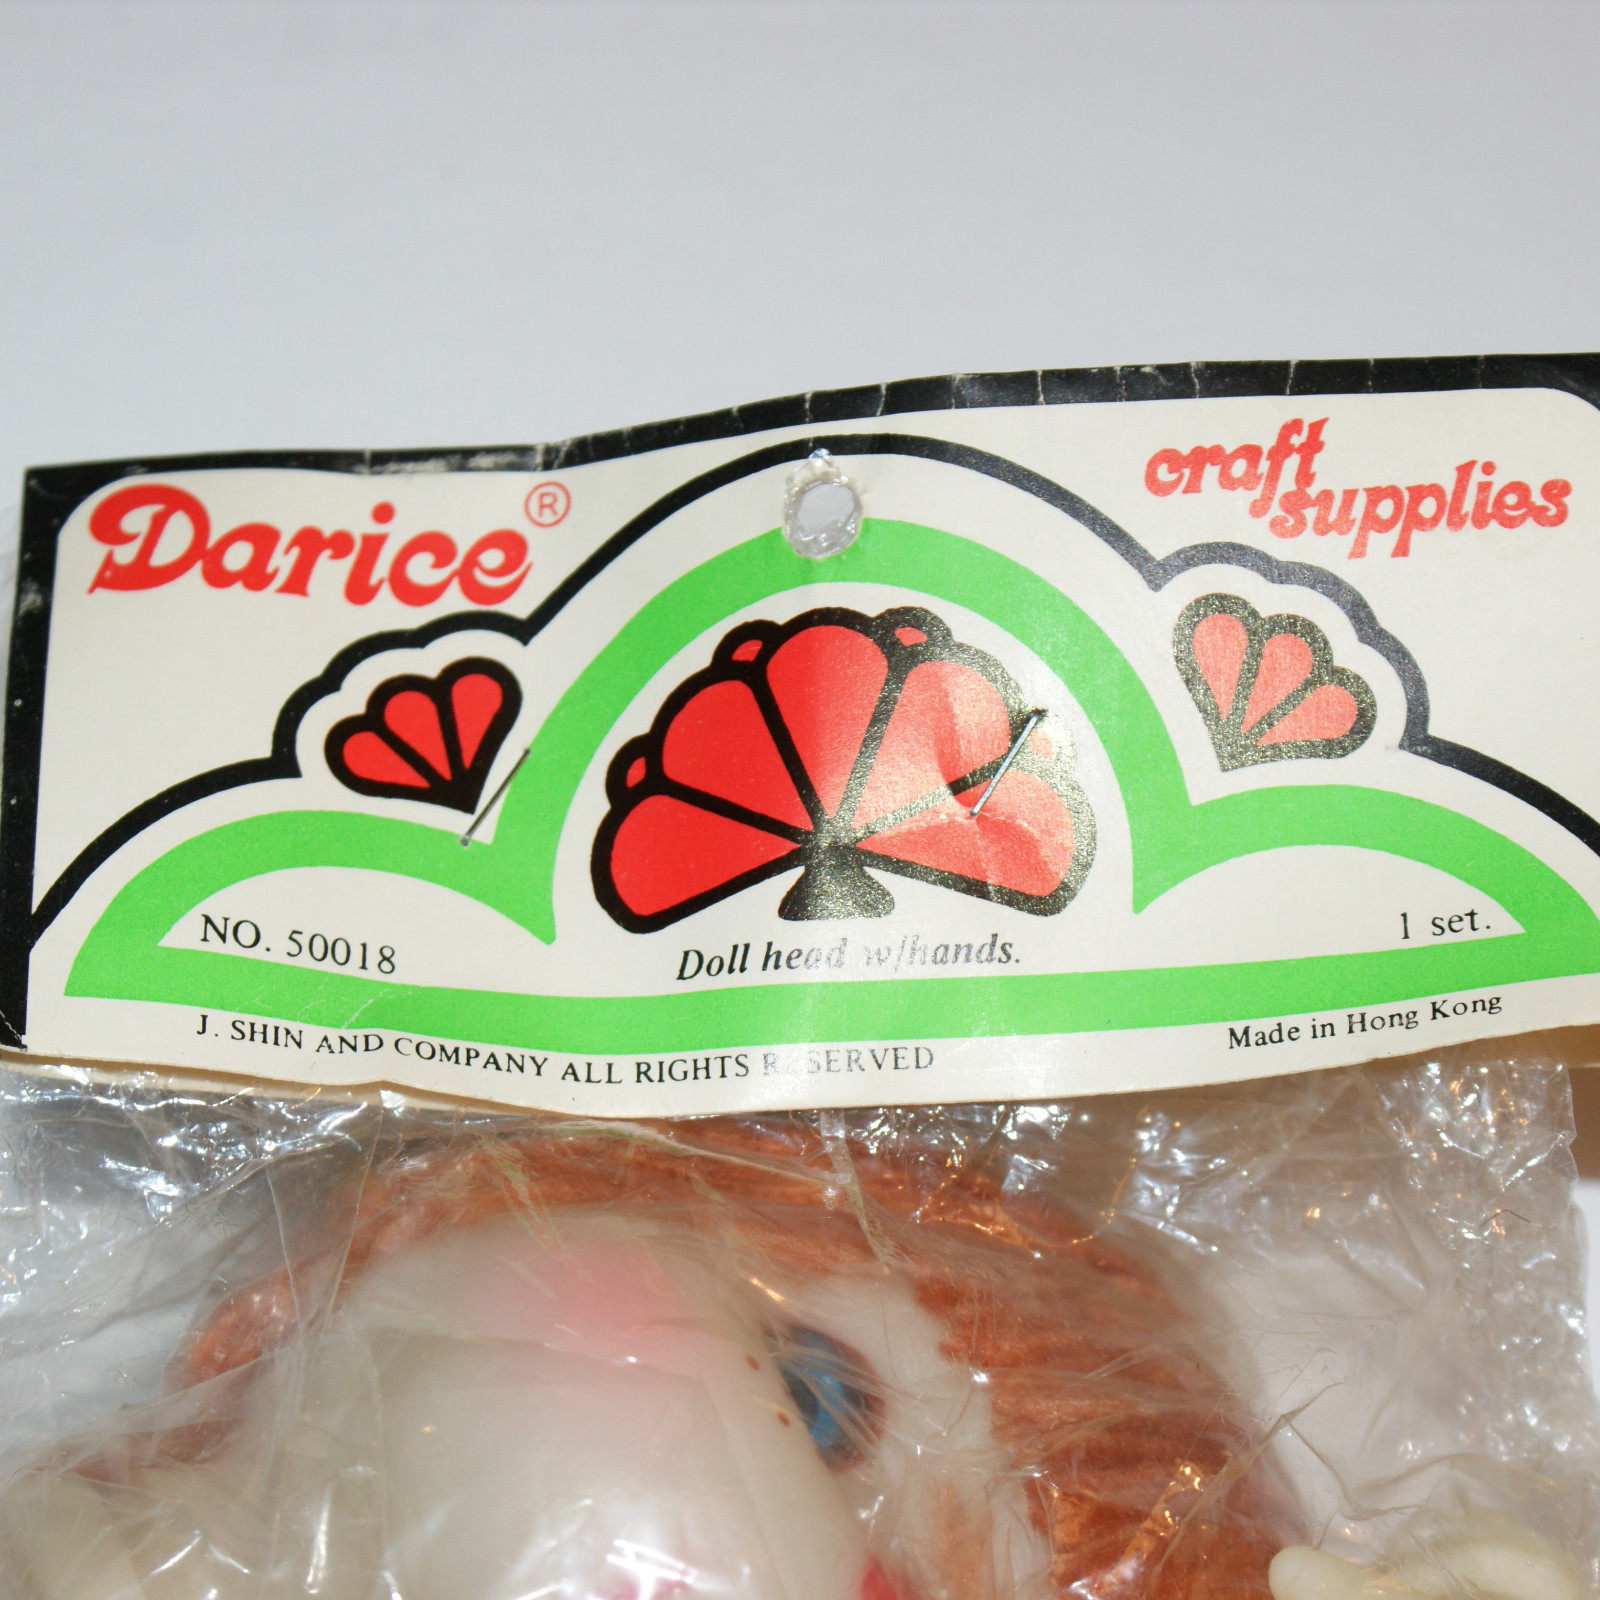 Darice®
craft
supplies
NO. 50018
Doll head w/hands.
1 set.
J. SHIN AND COMPANY ALL RIGHTS RESERVED
Made in Hong Kong